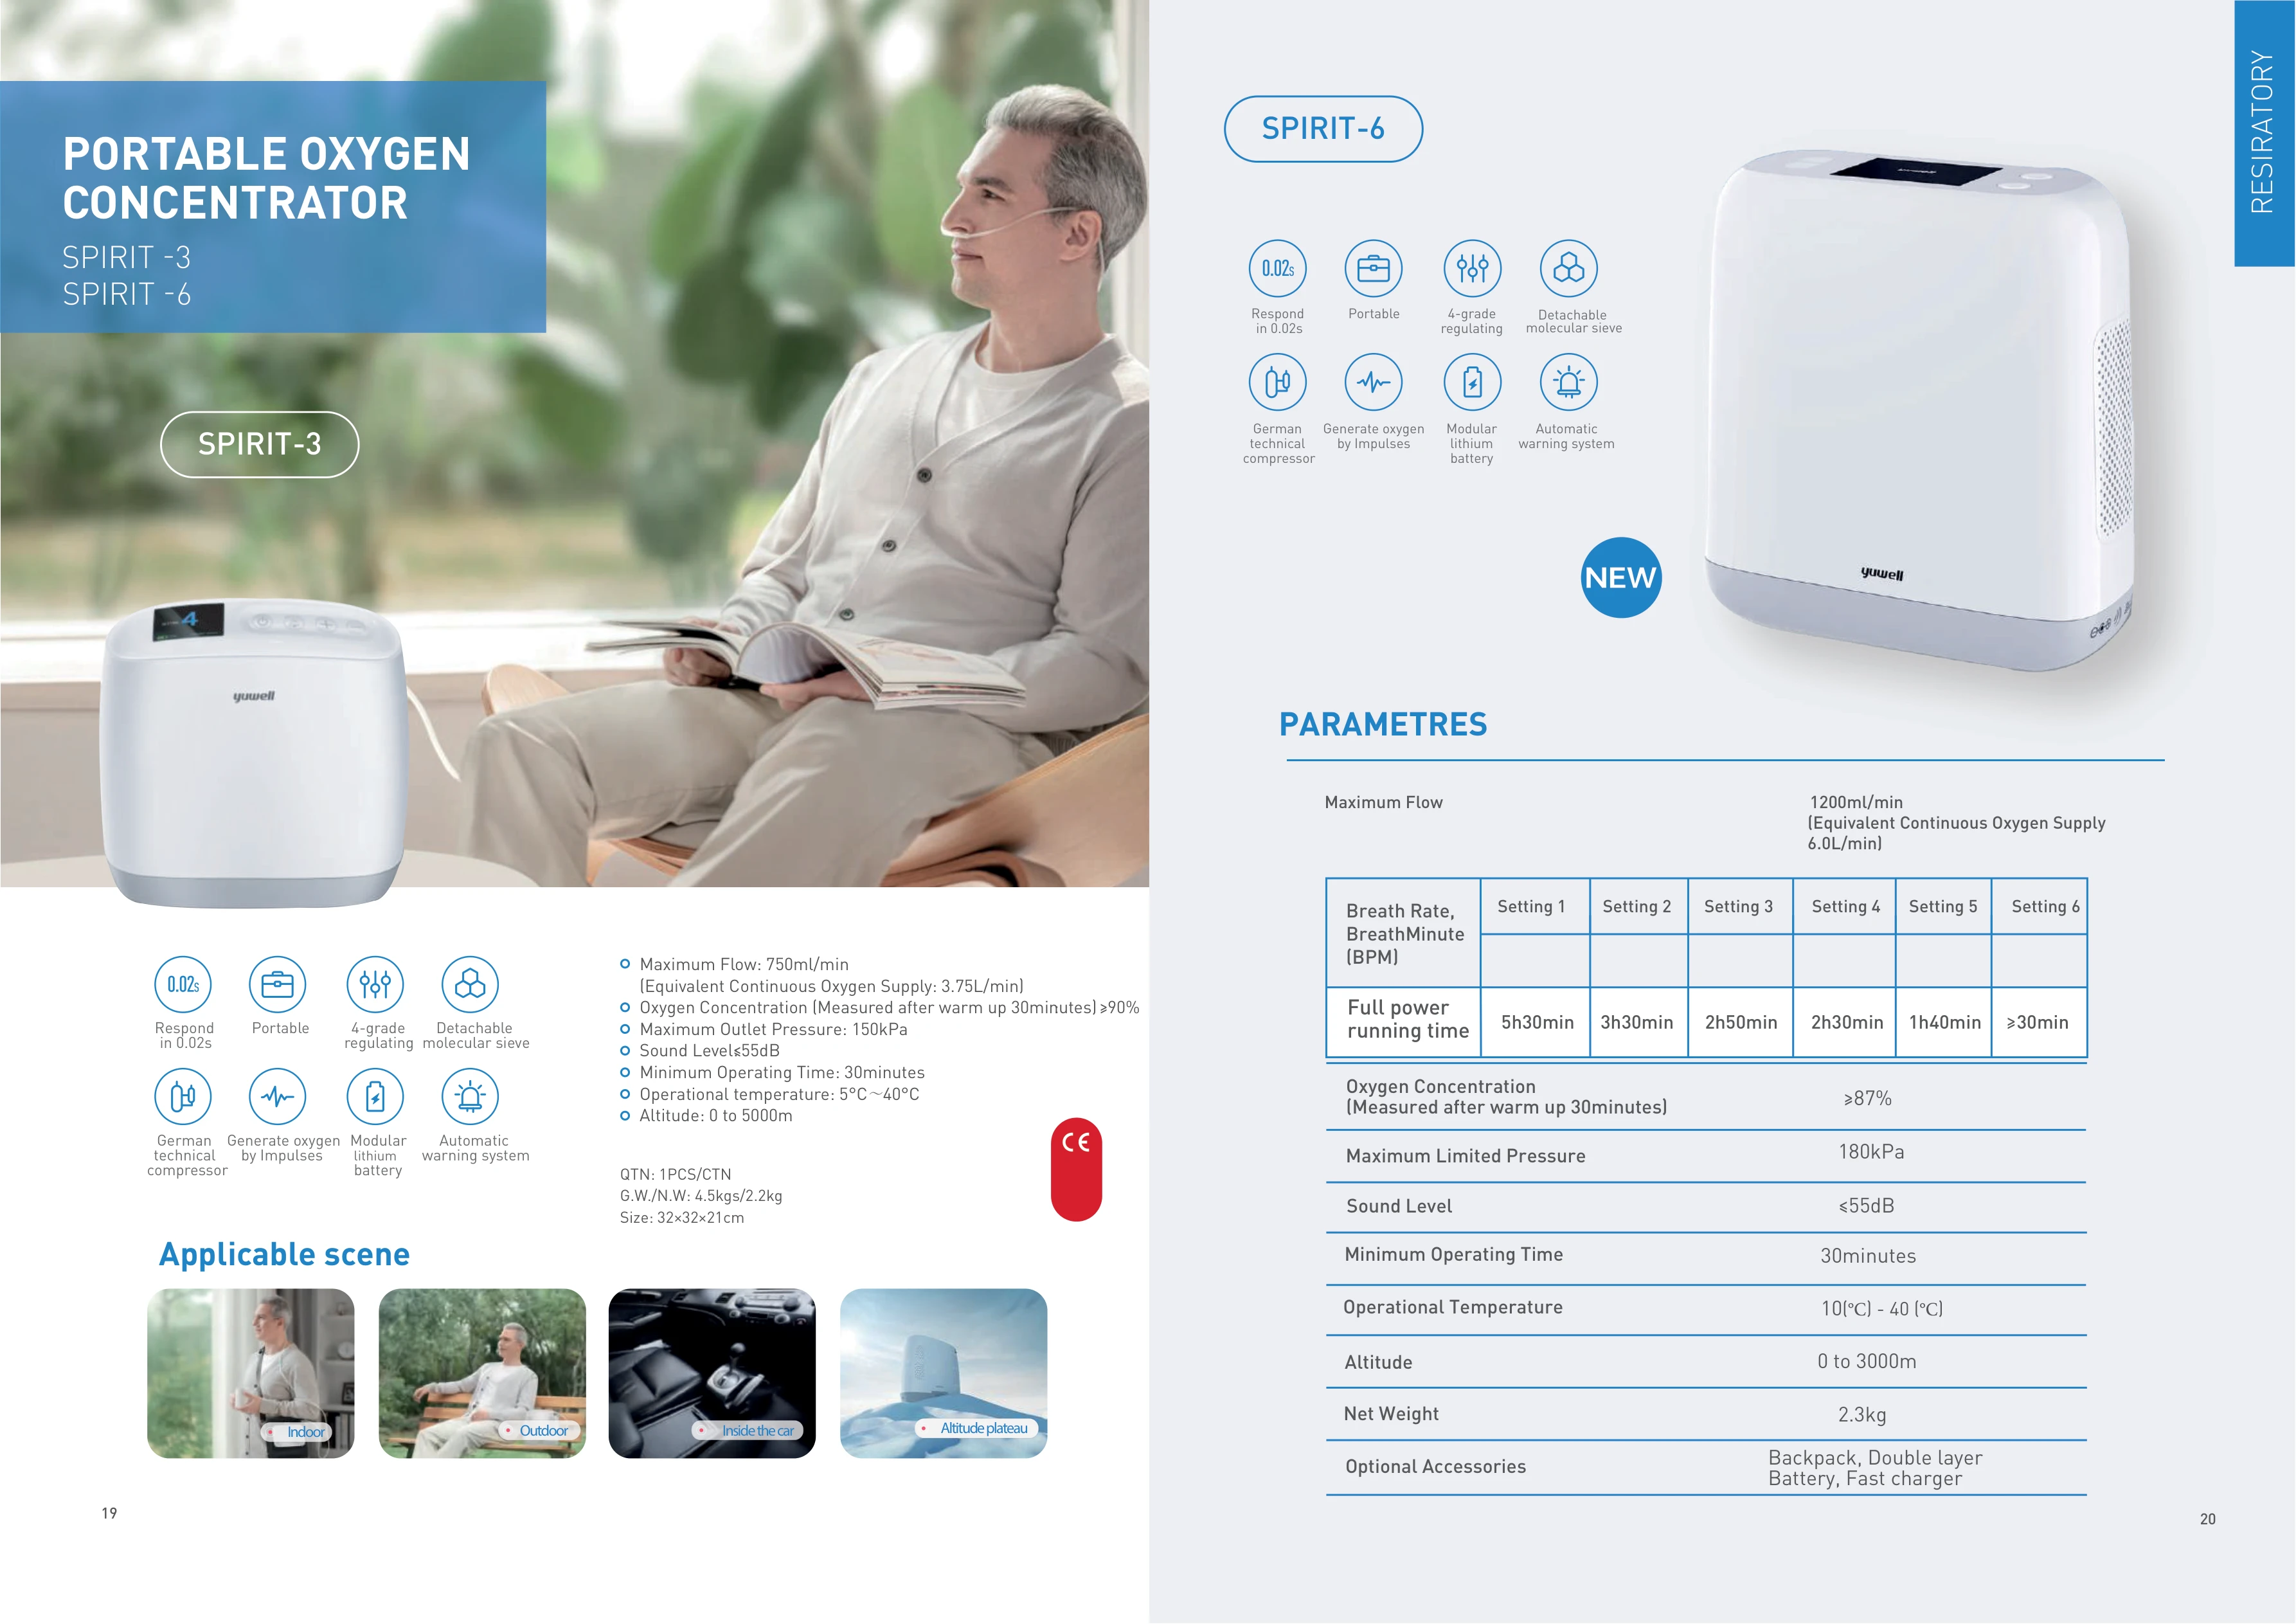 PORTABLE OXYGEN
CONCENTRATOR
SPIRIT -3
SPIRIT -6
SPIRIT-3
4
yuwell
0.02s
Respond
in 0.02s
Portable
4-grade
regulating
Detachable
molecular sieve
German
technical
compressor
Generate oxygen
by Impulses
Modular
lithium
battery
Automatic
warning system
Maximum Flow: 750ml/min
(Equivalent Continuous Oxygen Supply: 3.75L/min)
Oxygen Concentration (Measured after warm up 30minutes)≥90%
Maximum Outlet Pressure: 150kPa
Sound Level≤55dB
Minimum Operating Time: 30minutes
Operational temperature: 5°C～40°C
Altitude: 0 to 5000m
QTN: 1PCS/CTN
G.W./N.W: 4.5kgs/2.2kg
Size: 32×32×21cm
CE
Applicable scene
Indoor
Outdoor
Inside the car
Altitude plateau
19
RESIRATORY
SPIRIT-6
0.02s
Respond
in 0.02s
Portable
4-grade
regulating
Detachable
molecular sieve
German
technical
compressor
Generate oxygen
by Impulses
Modular
lithium
battery
Automatic
warning system
NEW
yuwell
PARAMETRES
Maximum Flow
1200ml/min
(Equivalent Continuous Oxygen Supply
6.0L/min)
Breath Rate,
BreathMinute
(BPM)
Setting 1 Setting 2 Setting 3 Setting 4 Setting 5 Setting 6
Full power
running time
5h30min 3h30min 2h50min 2h30min 1h40min ≥30min
Oxygen Concentration
(Measured after warm up 30minutes)
≥87%
Maximum Limited Pressure 180kPa
Sound Level ≤55dB
Minimum Operating Time 30minutes
Operational Temperature 10(°C) - 40 (°C)
Altitude 0 to 3000m
Net Weight 2.3kg
Optional Accessories
Backpack, Double layer
Battery, Fast charger
20